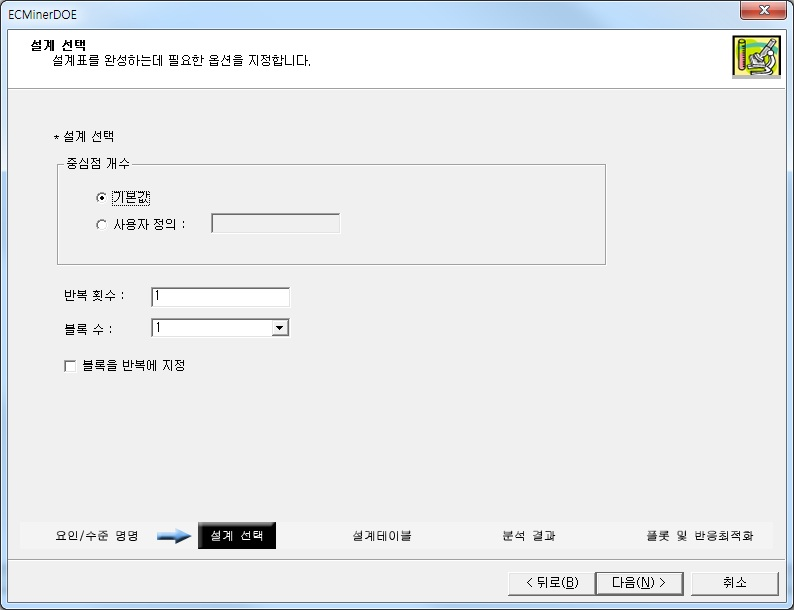 ECMinerDOE
설계 선택
설계표를 완성하는데 필요한 옵션을 지정합니다.
* 설계 선택
중심점 개수
기본값
사용자 정의 :
반복 횟수 : 1
블록 수 : 1
블록을 반복에 지정
요인/수준 명명 설계 선택 설계테이블 분석 결과 플롯 및 반응최적화
< 뒤로(B) 다음(N) > 취소